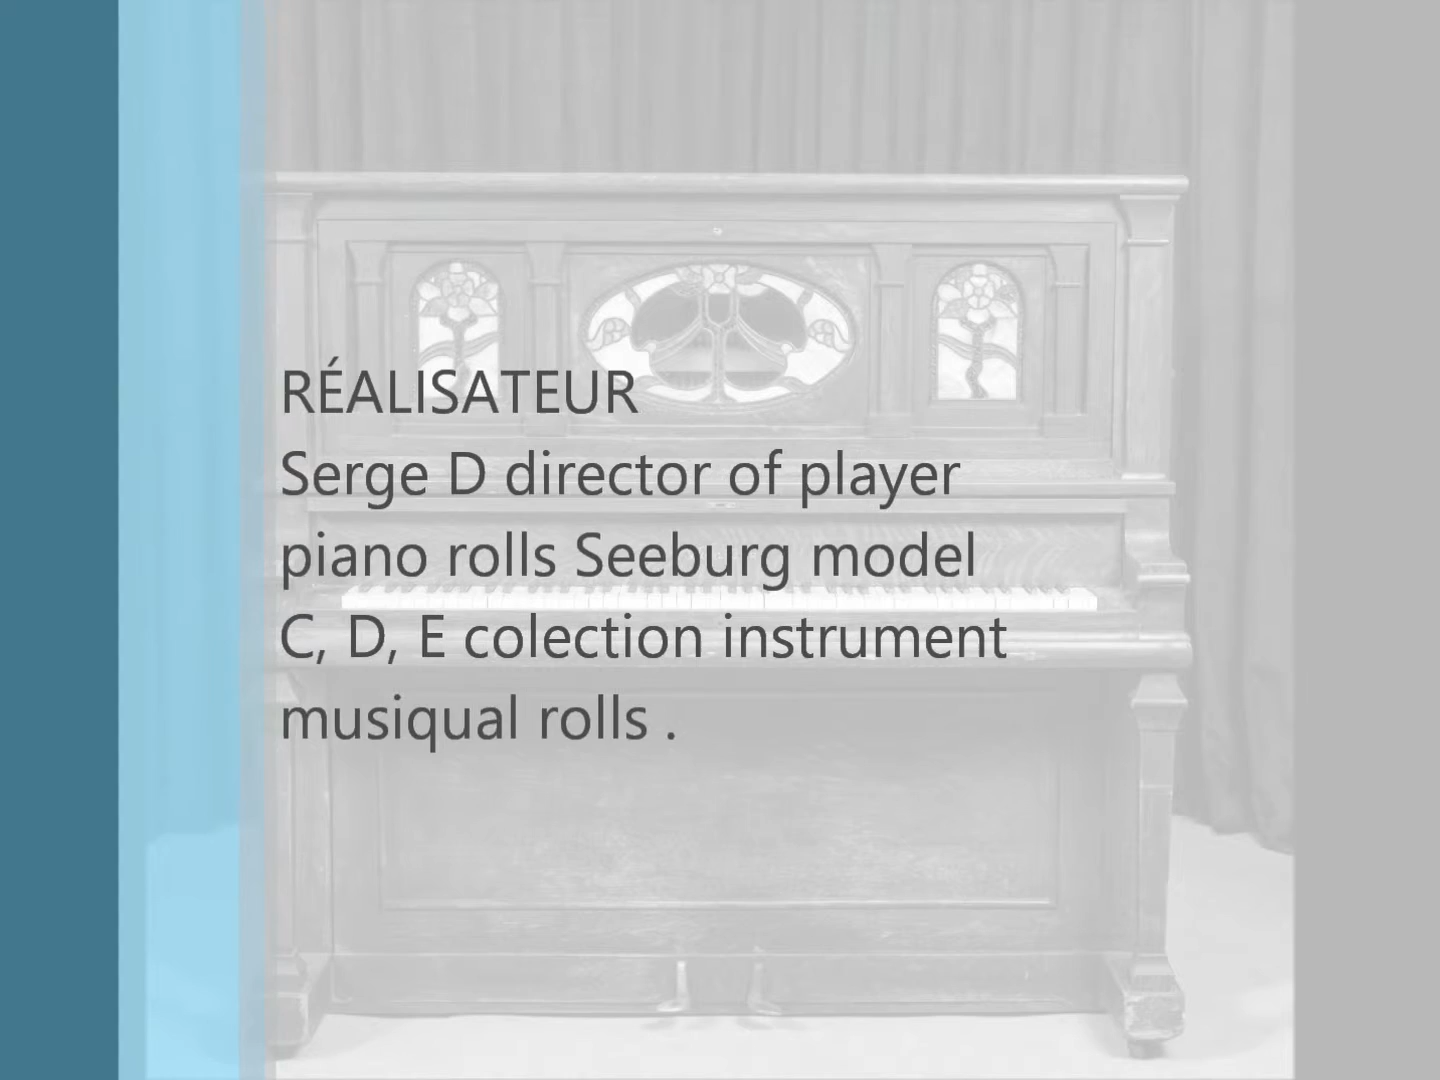 RÉALISATEUR
Serge D director of player
piano rolls Seeburg model
C, D, E colection instrument
musiqual rolls .